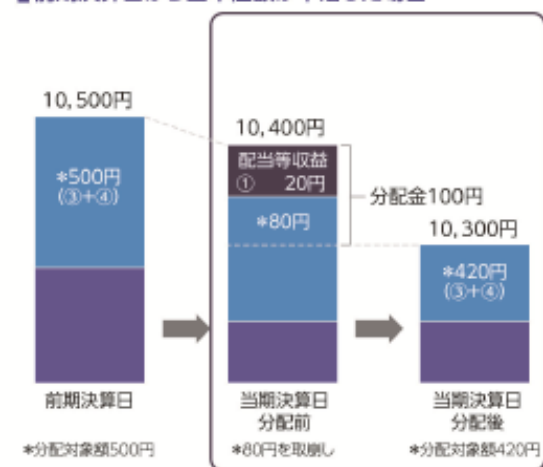 10,500円
*500円
(③+④)
10,400円
配当等収益
① 20円
*80円
分配金100円
10,300円
*420円
(③+④)
前期決算日
当期決算日
分配前
当期決算日
分配後
*分配対象額500円
*80円を取崩し
*分配対象額420円